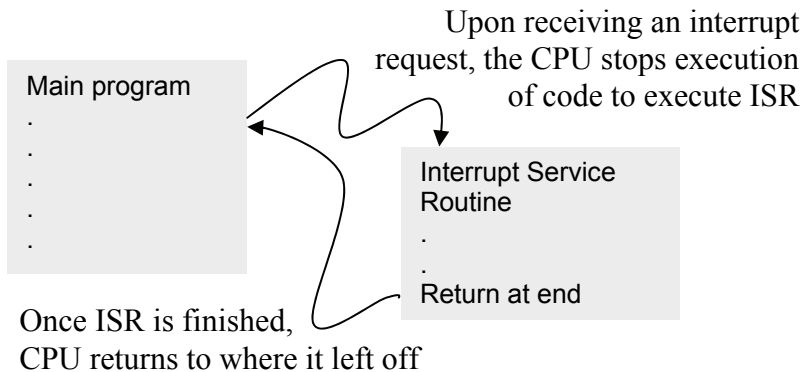 Upon receiving an interrupt
request, the CPU stops execution
of code to execute ISR
Main program
.
.
.
.
.
Interrupt Service
Routine
.
.
Return at end
Once ISR is finished,
CPU returns to where it left off